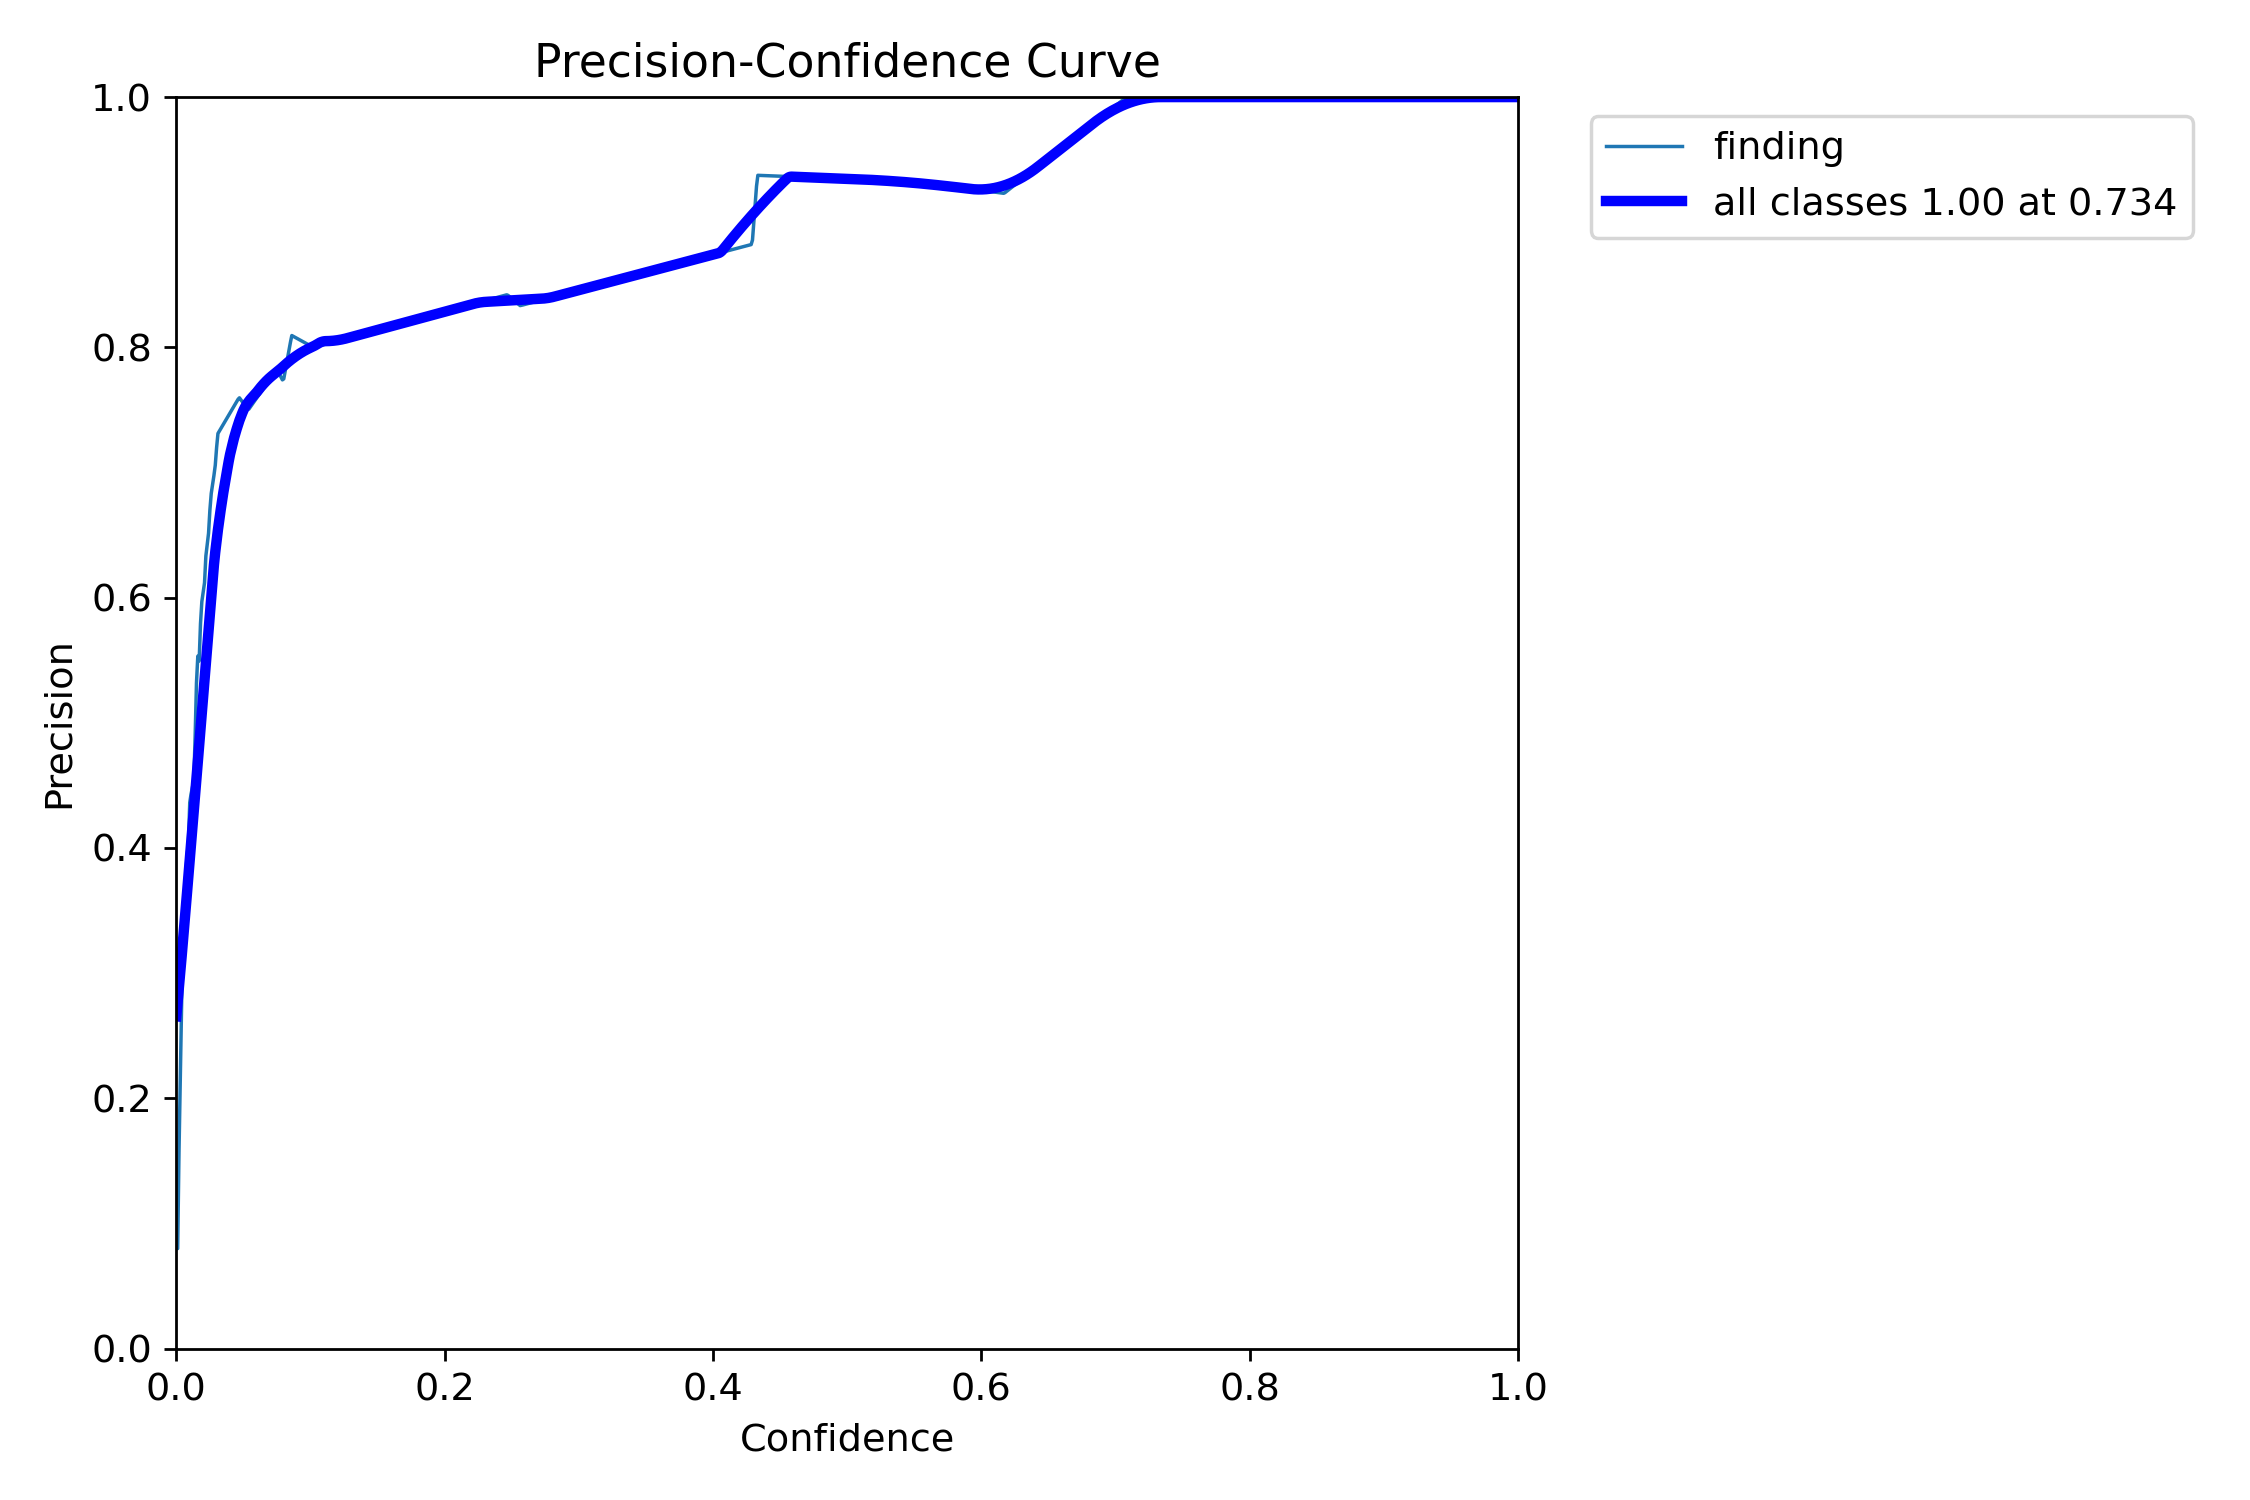 Precision-Confidence Curve
1.0
0.8
0.6
0.4
0.2
0.0
Precision
0.0 0.2 0.4 0.6 0.8 1.0
Confidence
finding
all classes 1.00 at 0.734